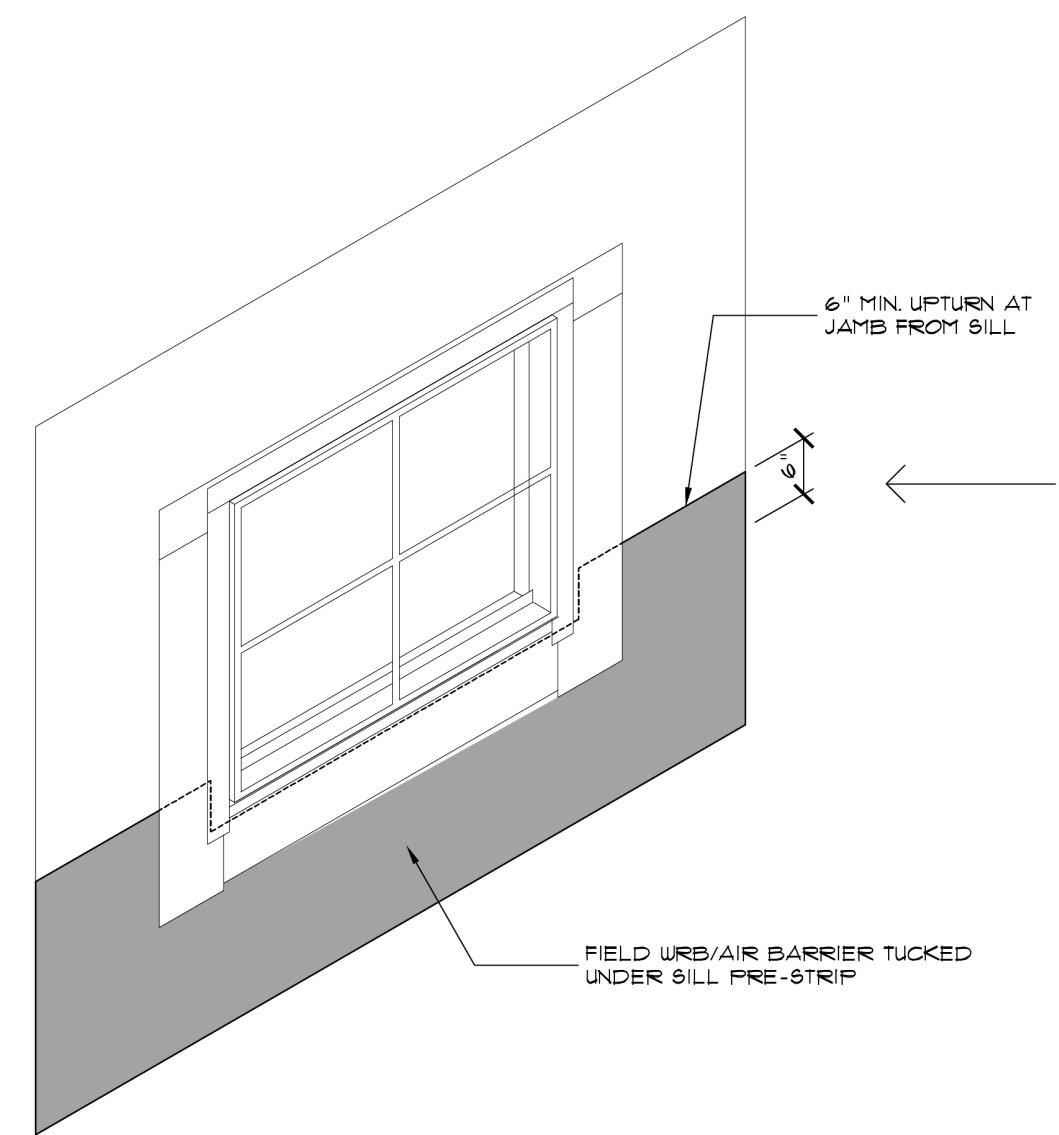 6" MIN. UPTURN AT
JAMB FROM SILL
6"
FIELD WRB/AIR BARRIER TUCKED
UNDER SILL PRE-STRIP